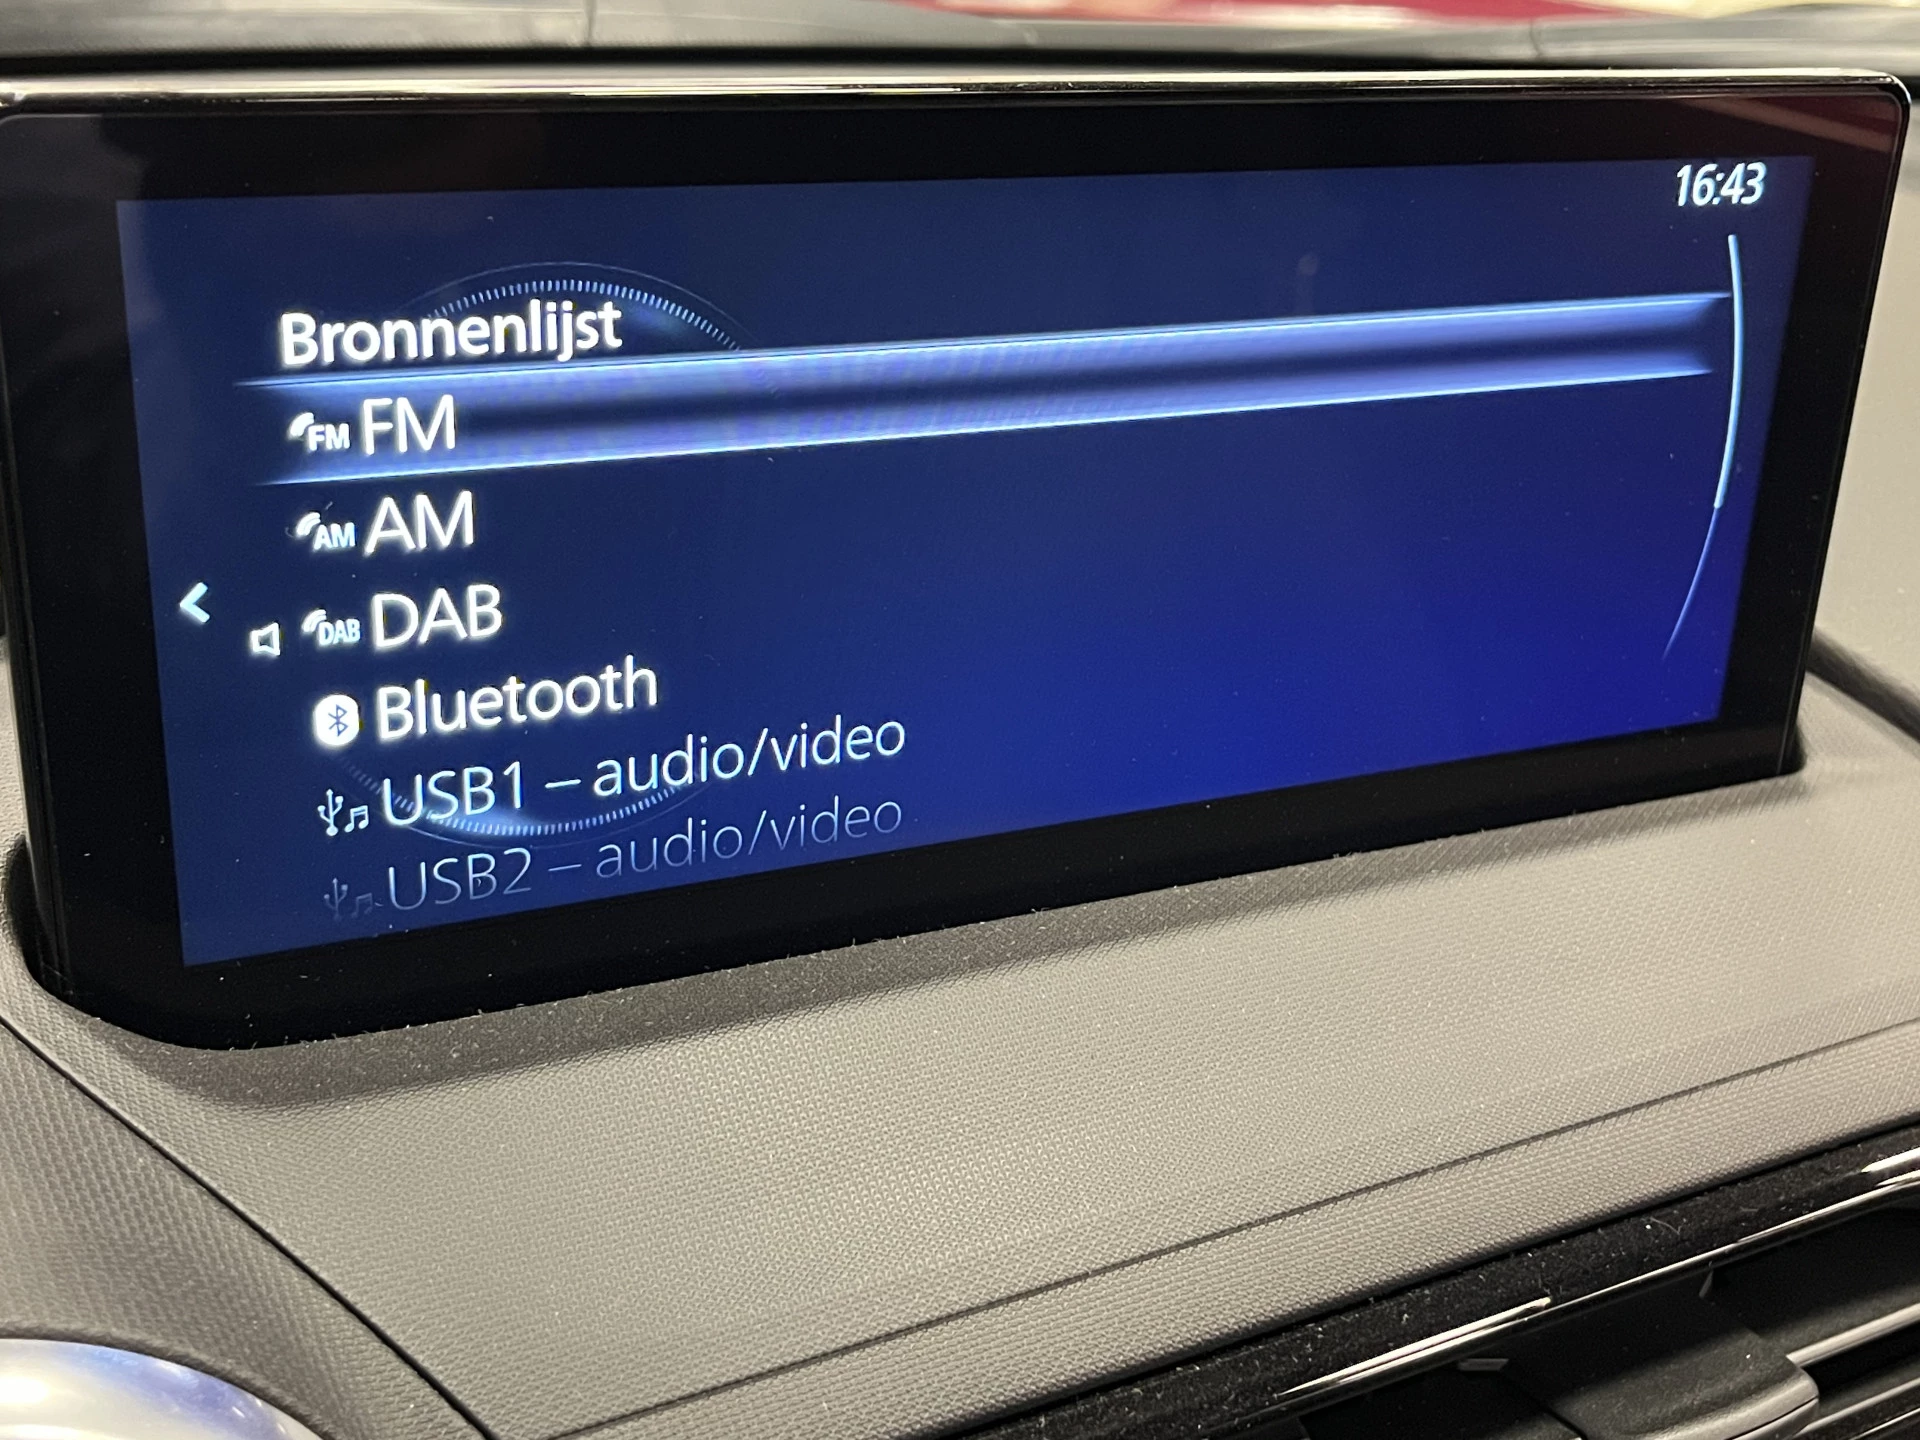 16:43
Bronnenlijst
FM FM
AM AM
DAB DAB
Bluetooth
USB1 – audio/video
USB2 – audio/video